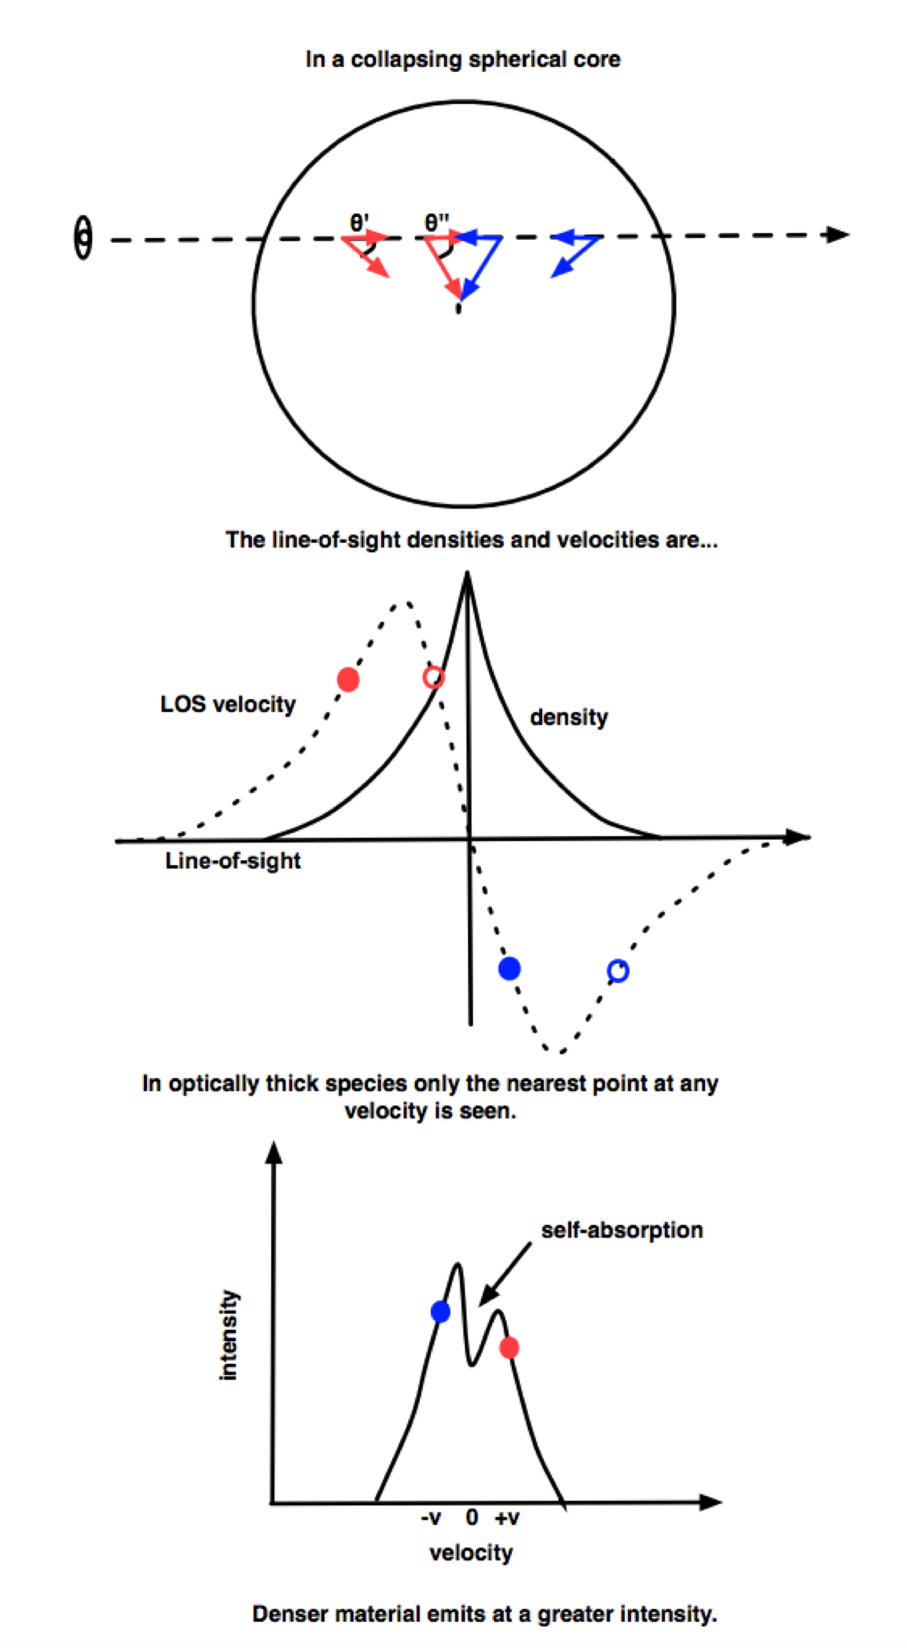 In a collapsing spherical core
θ'
θ"
The line-of-sight densities and velocities are...
LOS velocity
density
Line-of-sight
In optically thick species only the nearest point at any
velocity is seen.
self-absorption
intensity
-v 0 +v
velocity
Denser material emits at a greater intensity.